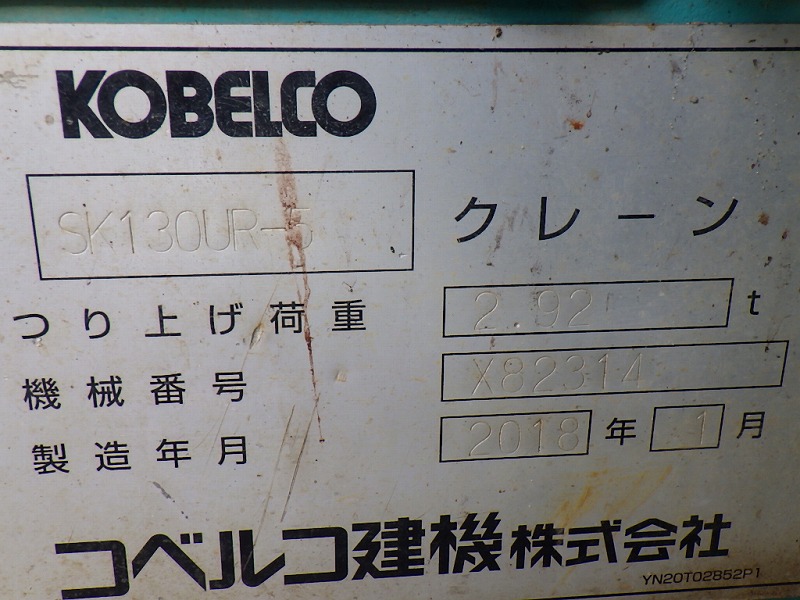 KOBELCO
SK130UR-5 クレーン
つり上げ荷重 2.92 t
機械番号 X82314
製造年月 2018 年 1 月
コベルコ建機株式会社
YN20T02852P1